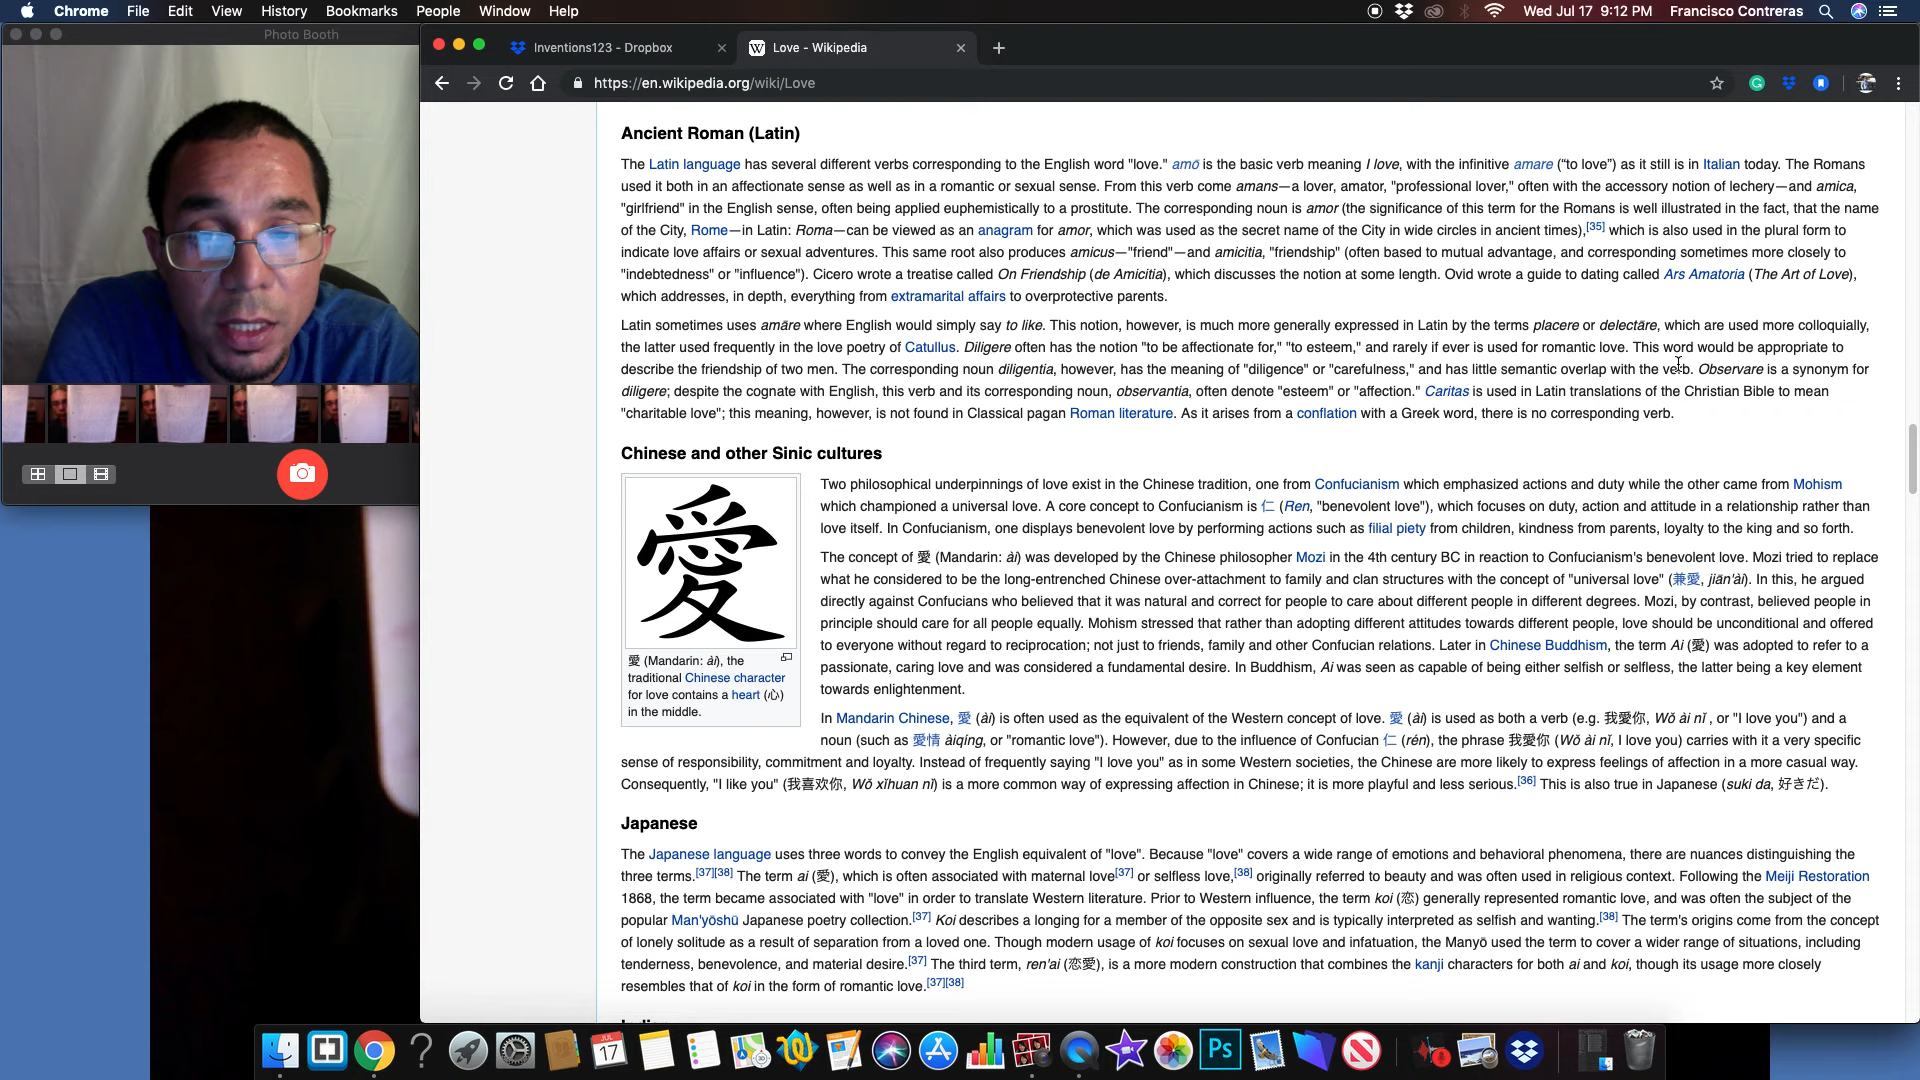 Chrome File Edit View History Bookmarks People Window Help Wed Jul 17 9:12 PM Francisco Contreras
Photo Booth
Inventions123 - Dropbox
Love - Wikipedia
https://en.wikipedia.org/wiki/Love
Ancient Roman (Latin)
The Latin language has several different verbs corresponding to the English word "love." amō is the basic verb meaning I love, with the infinitive amare ("to love") as it still is in Italian today. The Romans
used it both in an affectionate sense as well as in a romantic or sexual sense. From this verb come amans—a lover, amator, "professional lover," often with the accessory notion of lechery—and amica,
"girlfriend" in the English sense, often being applied euphemistically to a prostitute. The corresponding noun is amor (the significance of this term for the Romans is well illustrated in the fact, that the name
of the City, Rome—in Latin: Roma—can be viewed as an anagram for amor, which was used as the secret name of the City in wide circles in ancient times),[35] which is also used in the plural form to
indicate love affairs or sexual adventures. This same root also produces amicus—"friend"—and amicitia, "friendship" (often based to mutual advantage, and corresponding sometimes more closely to
"indebtedness" or "influence"). Cicero wrote a treatise called On Friendship (de Amicitia), which discusses the notion at some length. Ovid wrote a guide to dating called Ars Amatoria (The Art of Love),
which addresses, in depth, everything from extramarital affairs to overprotective parents.
Latin sometimes uses amāre where English would simply say to like. This notion, however, is much more generally expressed in Latin by the terms placere or delectāre, which are used more colloquially,
the latter used frequently in the love poetry of Catullus. Diligere often has the notion "to be affectionate for," "to esteem," and rarely if ever is used for romantic love. This word would be appropriate to
describe the friendship of two men. The corresponding noun diligentia, however, has the meaning of "diligence" or "carefulness," and has little semantic overlap with the verb. Observare is a synonym for
diligere; despite the cognate with English, this verb and its corresponding noun, observantia, often denote "esteem" or "affection." Caritas is used in Latin translations of the Christian Bible to mean
"charitable love"; this meaning, however, is not found in Classical pagan Roman literature. As it arises from a conflation with a Greek word, there is no corresponding verb.
Chinese and other Sinic cultures
愛
愛 (Mandarin: ài), the
traditional Chinese character
for love contains a heart (心)
in the middle.
Two philosophical underpinnings of love exist in the Chinese tradition, one from Confucianism which emphasized actions and duty while the other came from Mohism
which championed a universal love. A core concept to Confucianism is 仁 (Ren, "benevolent love"), which focuses on duty, action and attitude in a relationship rather than
love itself. In Confucianism, one displays benevolent love by performing actions such as filial piety from children, kindness from parents, loyalty to the king and so forth.
The concept of 愛 (Mandarin: ài) was developed by the Chinese philosopher Mozi in the 4th century BC in reaction to Confucianism's benevolent love. Mozi tried to replace
what he considered to be the long-entrenched Chinese over-attachment to family and clan structures with the concept of "universal love" (兼愛, jiān'ài). In this, he argued
directly against Confucians who believed that it was natural and correct for people to care about different people in different degrees. Mozi, by contrast, believed people in
principle should care for all people equally. Mohism stressed that rather than adopting different attitudes towards different people, love should be unconditional and offered
to everyone without regard to reciprocation; not just to friends, family and other Confucian relations. Later in Chinese Buddhism, the term Ai (愛) was adopted to refer to a
passionate, caring love and was considered a fundamental desire. In Buddhism, Ai was seen as capable of being either selfish or selfless, the latter being a key element
towards enlightenment.
In Mandarin Chinese, 愛 (ài) is often used as the equivalent of the Western concept of love. 愛 (ài) is used as both a verb (e.g. 我愛你, Wǒ ài nǐ , or "I love you") and a
noun (such as 愛情 àiqíng, or "romantic love"). However, due to the influence of Confucian 仁 (rén), the phrase 我愛你 (Wǒ ài nǐ, I love you) carries with it a very specific
sense of responsibility, commitment and loyalty. Instead of frequently saying "I love you" as in some Western societies, the Chinese are more likely to express feelings of affection in a more casual way.
Consequently, "I like you" (我喜欢你, Wǒ xǐhuan nǐ) is a more common way of expressing affection in Chinese; it is more playful and less serious.[36] This is also true in Japanese (suki da, 好きだ).
Japanese
The Japanese language uses three words to convey the English equivalent of "love". Because "love" covers a wide range of emotions and behavioral phenomena, there are nuances distinguishing the
three terms.[37][38] The term ai (愛), which is often associated with maternal love[37] or selfless love,[38] originally referred to beauty and was often used in religious context. Following the Meiji Restoration
1868, the term became associated with "love" in order to translate Western literature. Prior to Western influence, the term koi (恋) generally represented romantic love, and was often the subject of the
popular Man'yōshū Japanese poetry collection.[37] Koi describes a longing for a member of the opposite sex and is typically interpreted as selfish and wanting.[38] The term's origins come from the concept
of lonely solitude as a result of separation from a loved one. Though modern usage of koi focuses on sexual love and infatuation, the Manyō used the term to cover a wider range of situations, including
tenderness, benevolence, and material desire.[37] The third term, ren'ai (恋愛), is a more modern construction that combines the kanji characters for both ai and koi, though its usage more closely
resembles that of koi in the form of romantic love.[37][38]
JUL
17
Ps